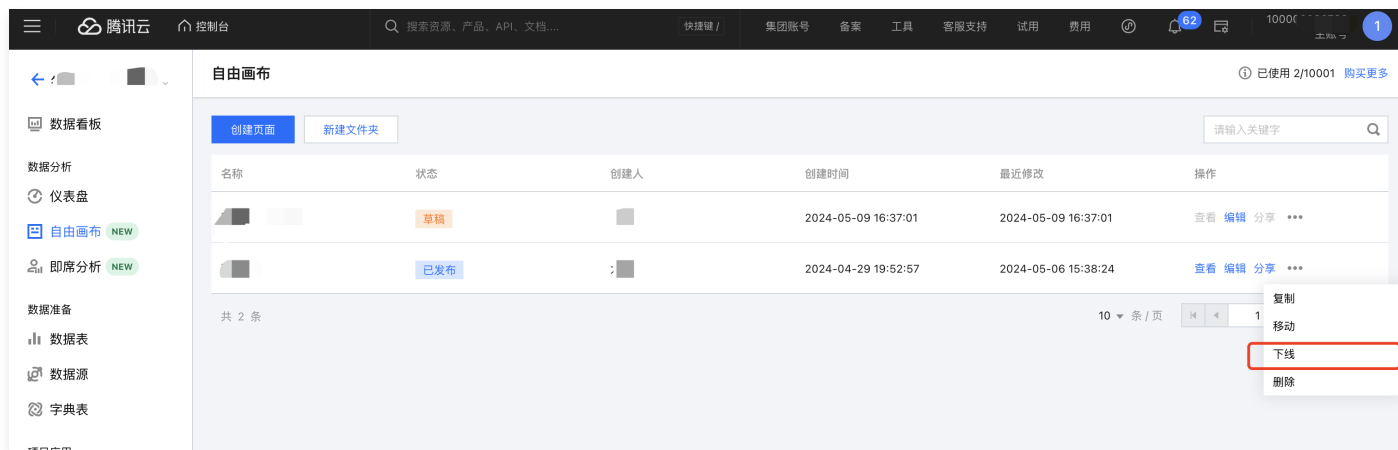 腾讯云 控制台 搜索资源、产品、API、文档.... 快捷键 / 集团账号 备案 工具 客服支持 试用 费用 62 1
自由画布 已使用 2/10001 购买更多
数据看板
创建页面 新建文件夹 请输入关键字
数据分析
名称 状态 创建人 创建时间 最近修改 操作
仪表盘
草稿 2024-05-09 16:37:01 2024-05-09 16:37:01 查看 编辑 分享 •••
自由画布 NEW
即席分析 NEW
已发布 2024-04-29 19:52:57 2024-05-06 15:38:24 查看 编辑 分享 •••
复制
数据准备
共 2 条 10 条 / 页 1
移动
数据表
下线
数据源
删除
字典表